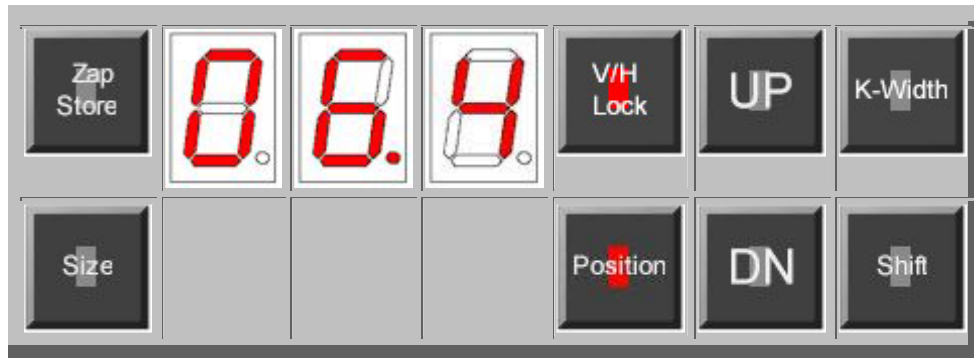 Zap
Store
06.4
V/H
Lock
UP
K-Width
Size
Position
DN
Shift